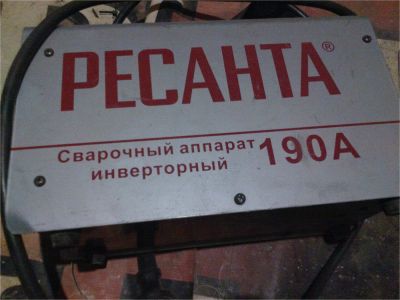 РЕСАНТА®
Сварочный аппарат
инверторный 190А